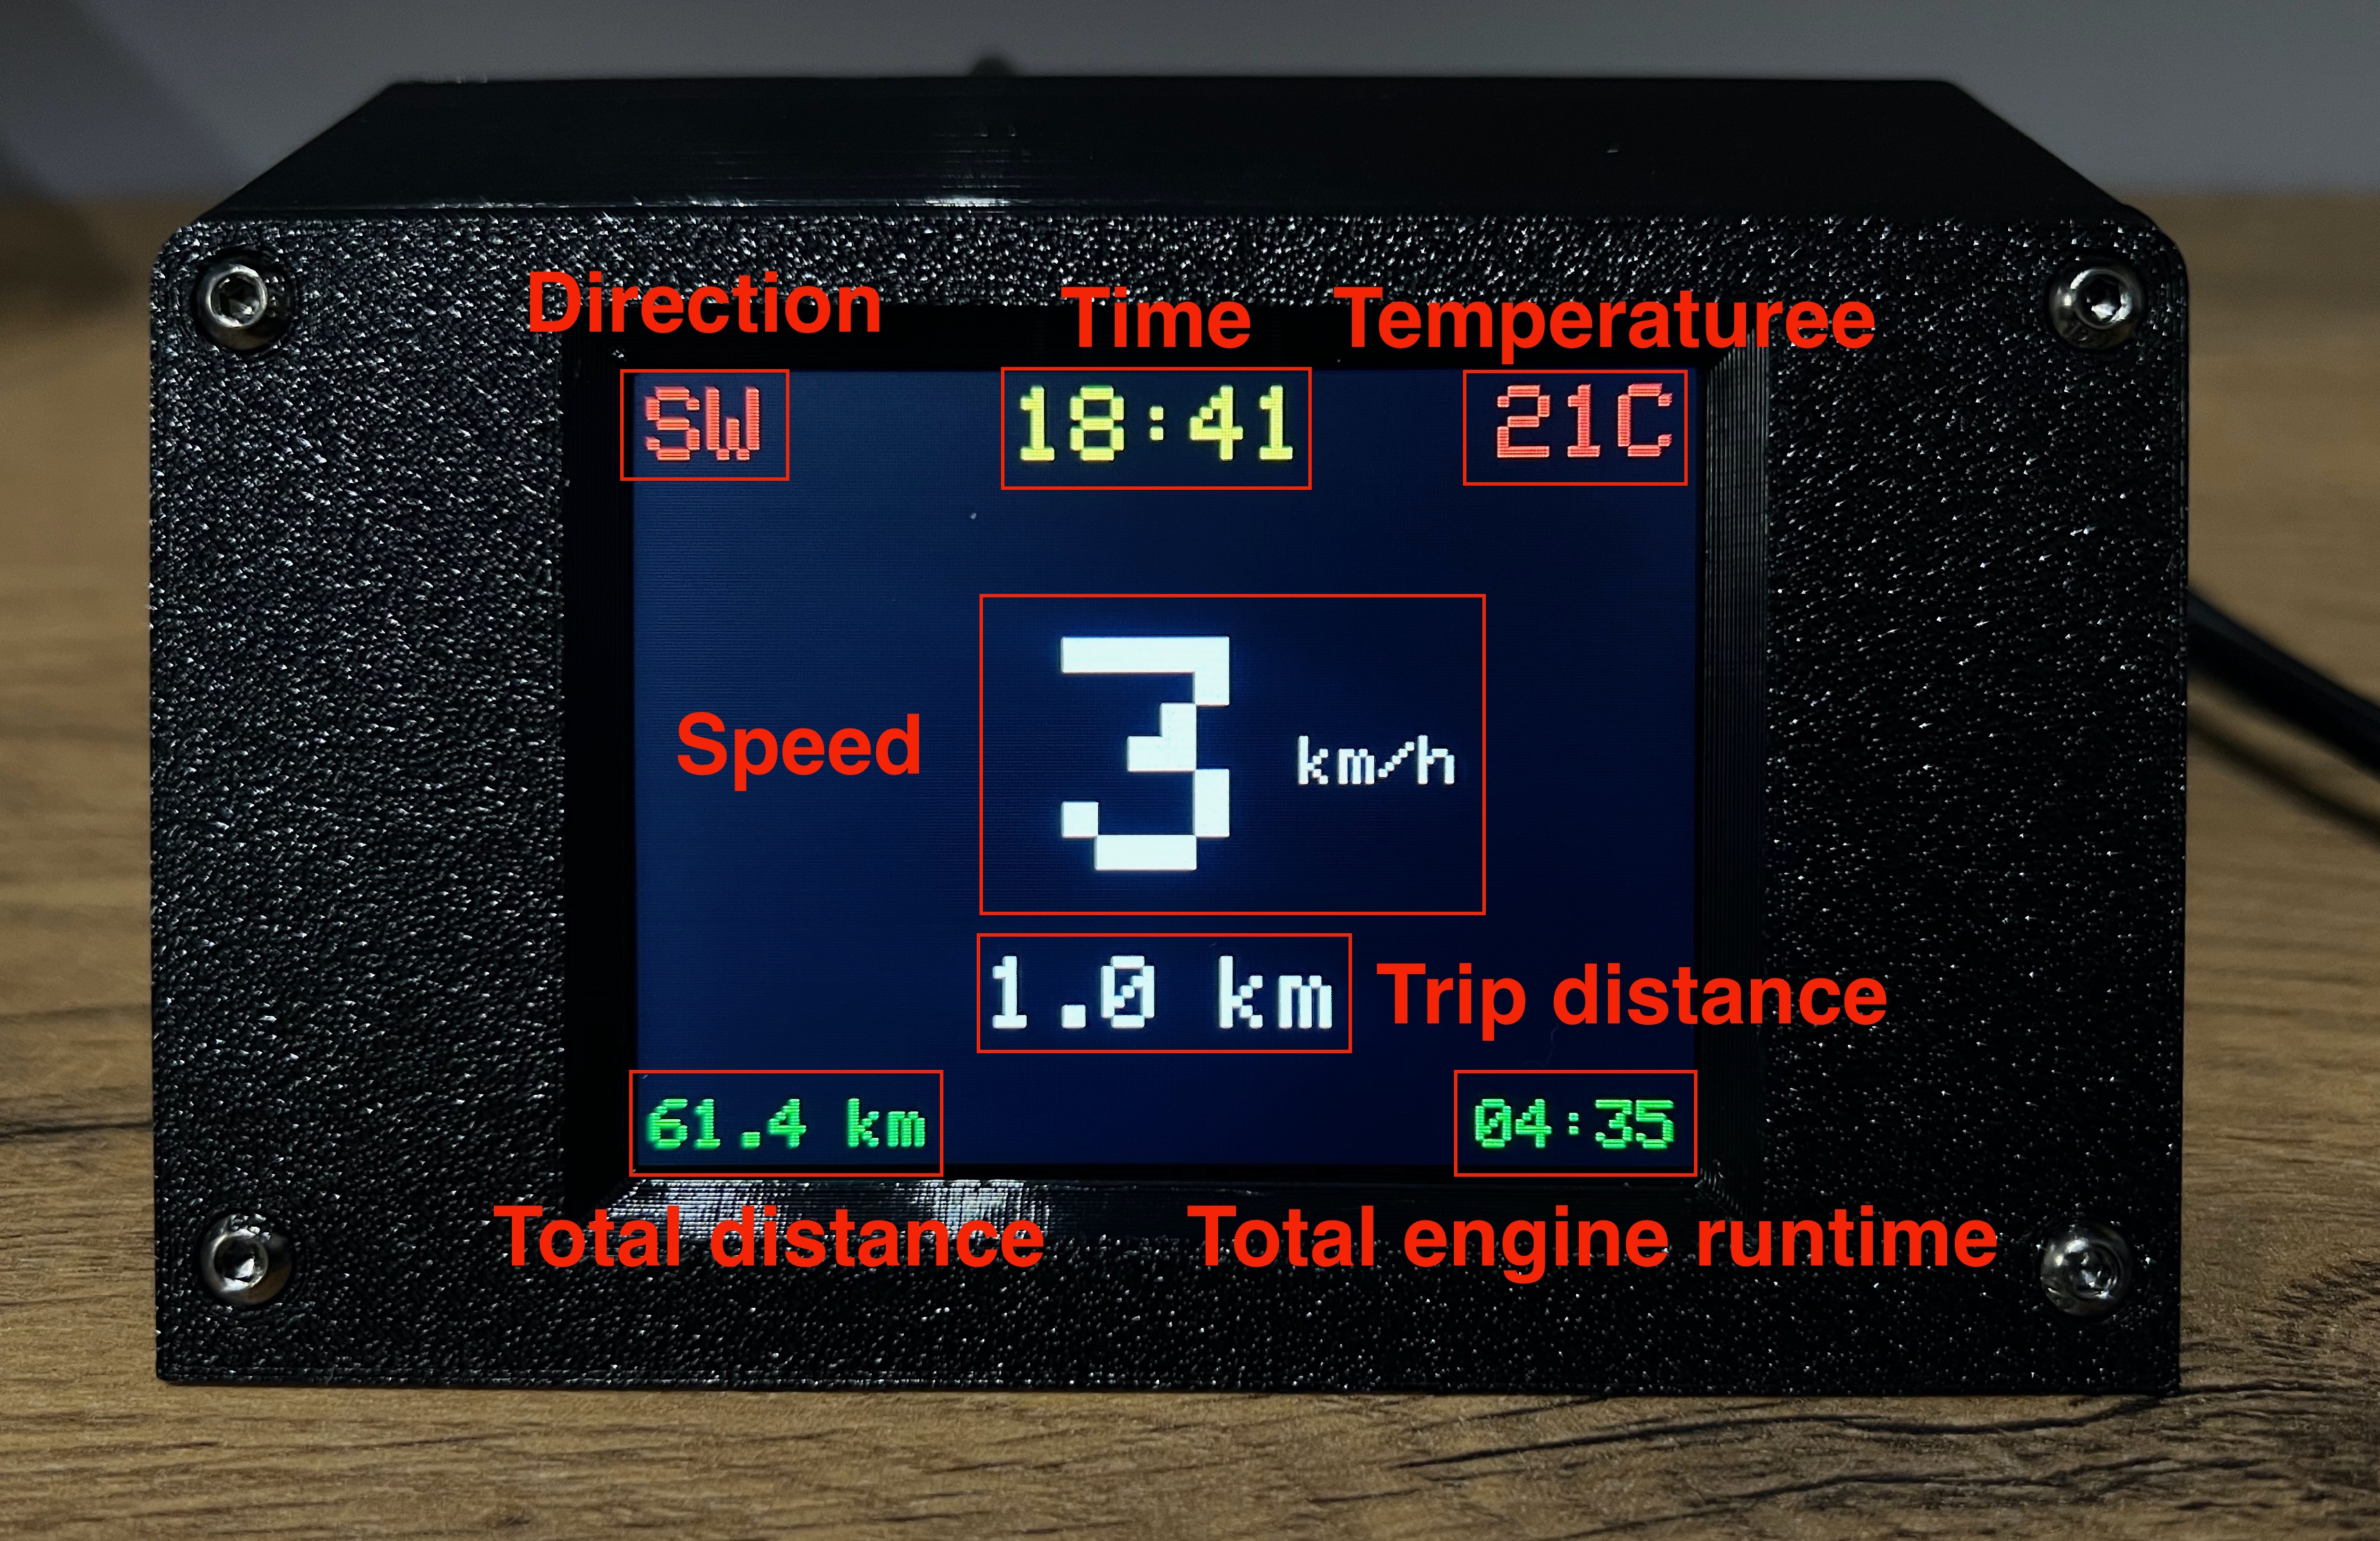 Direction Time Temperaturee
SW 18:41 21C
Speed 3 km/h
1.0 km Trip distance
61.4 km 04:35
Total distance Total engine runtime